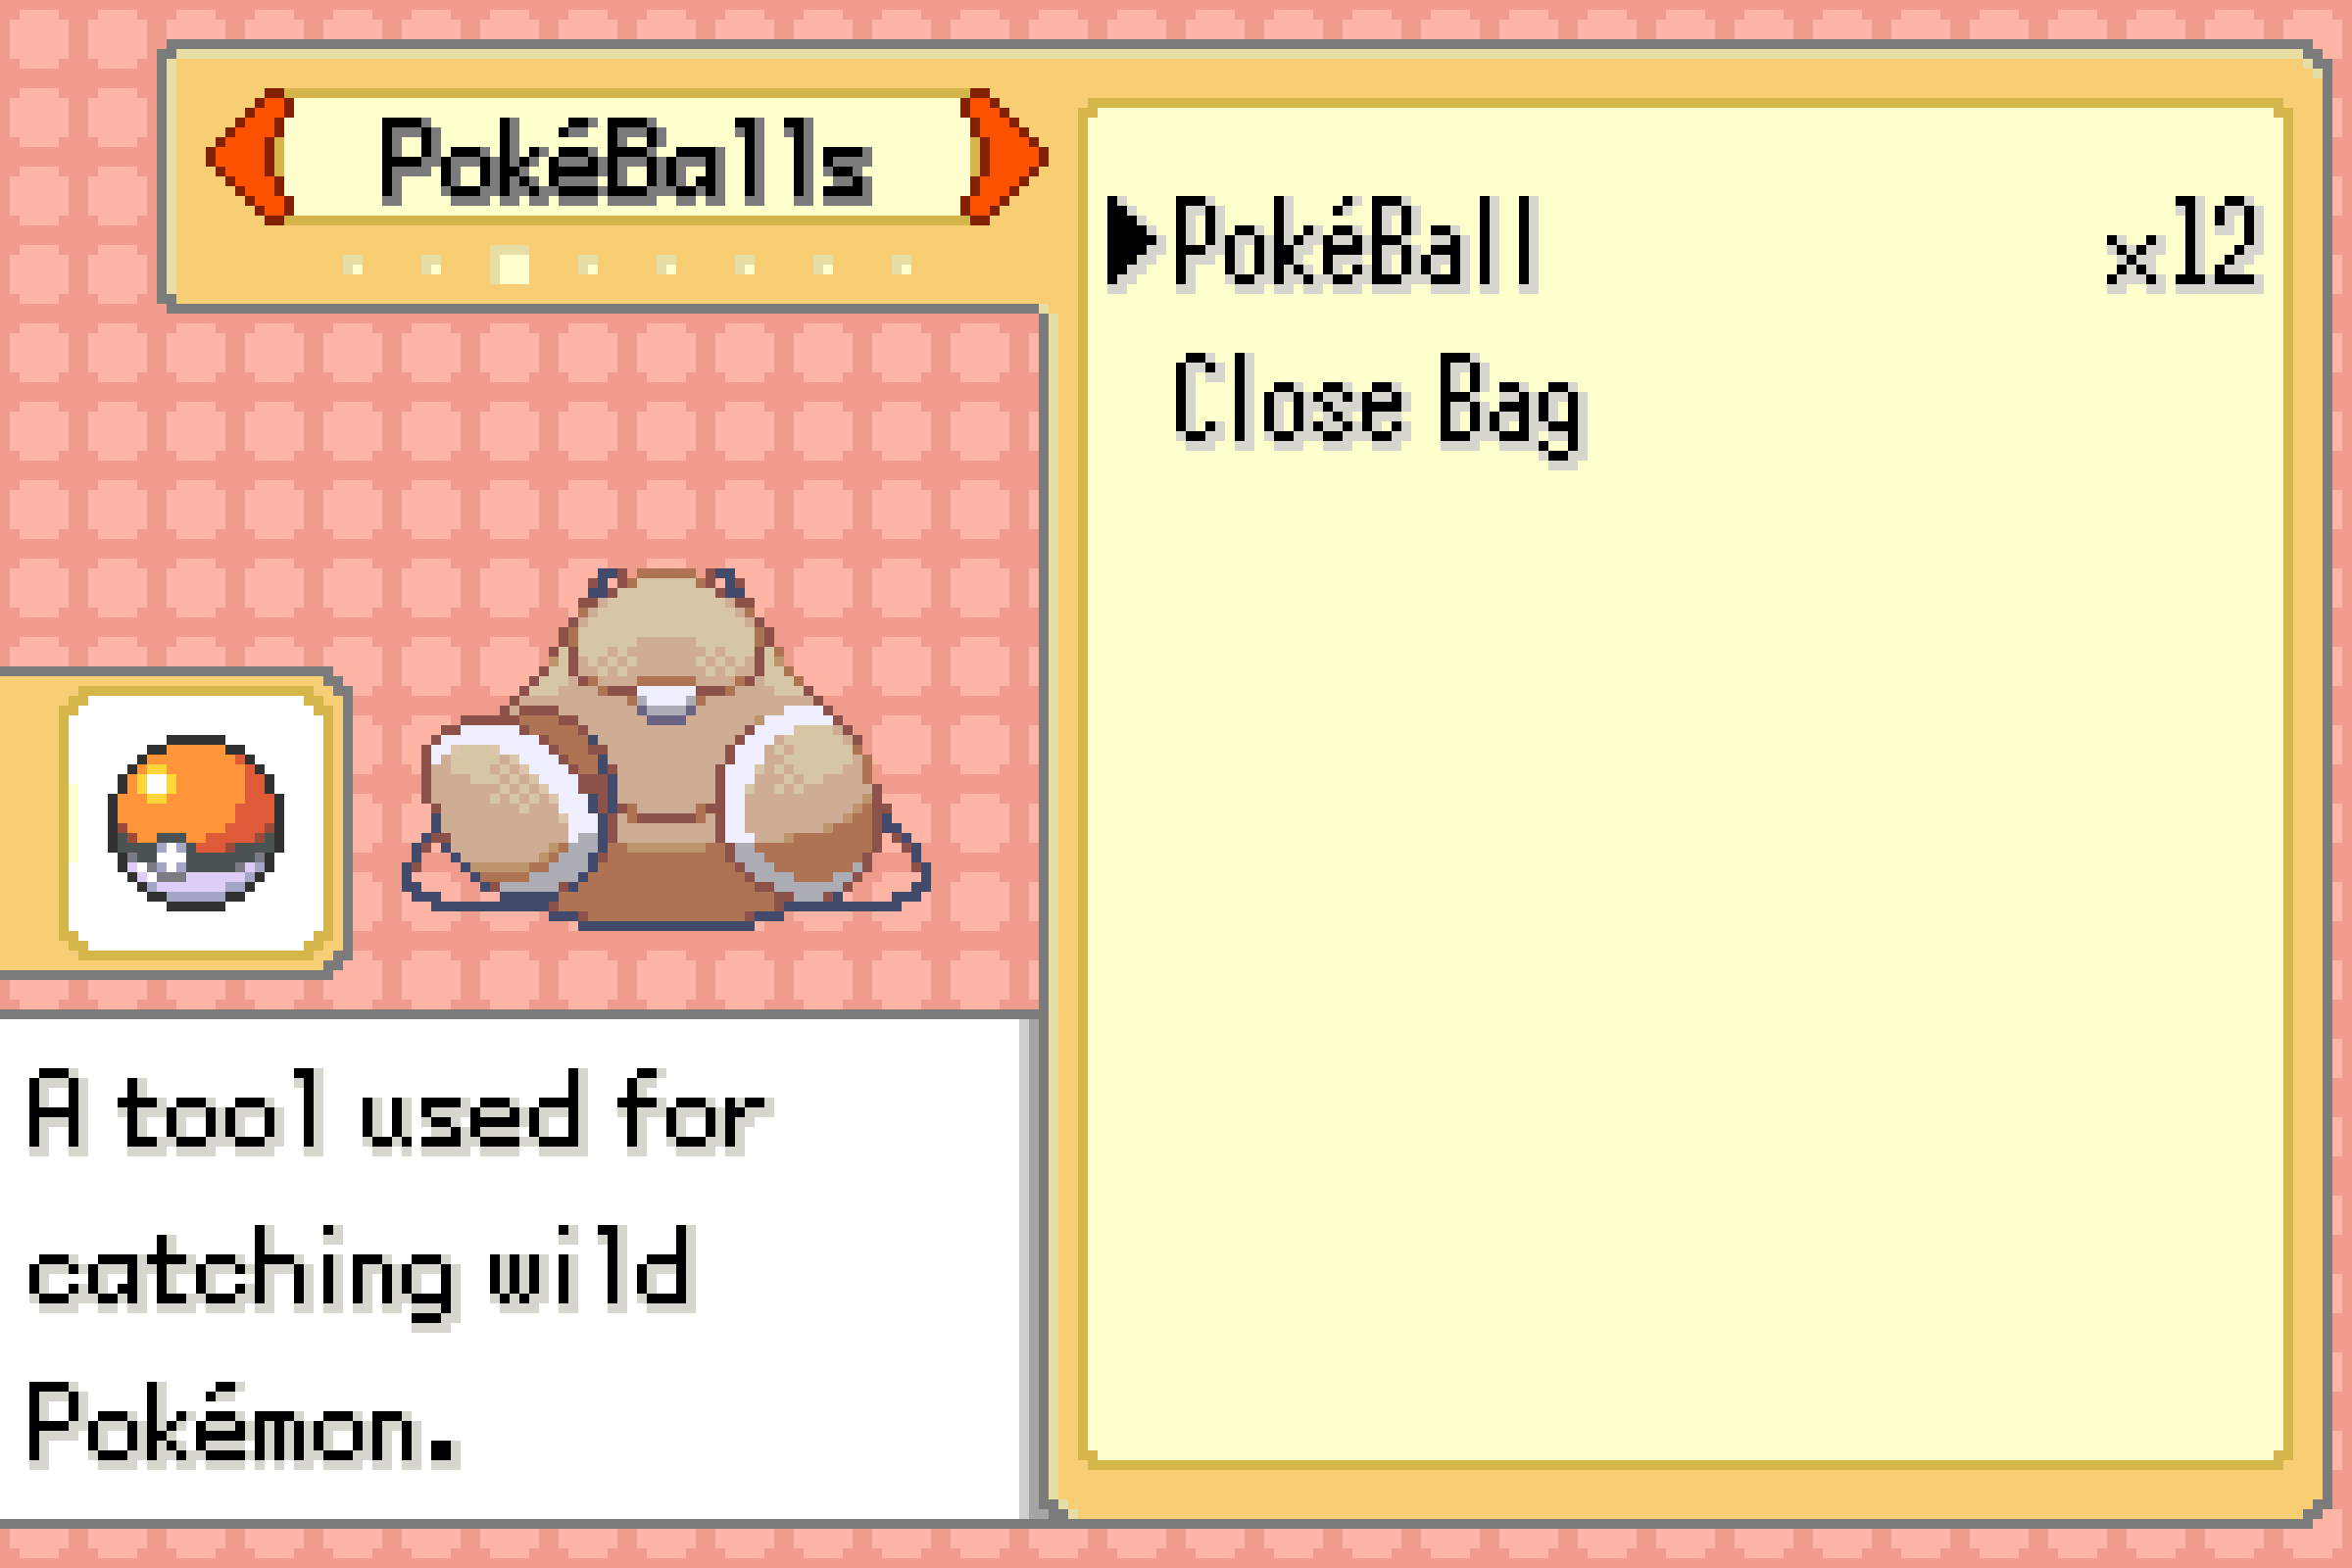 PokéBalls
▶PokéBall x12
Close Bag
A tool used for
catching wild
Pokémon.